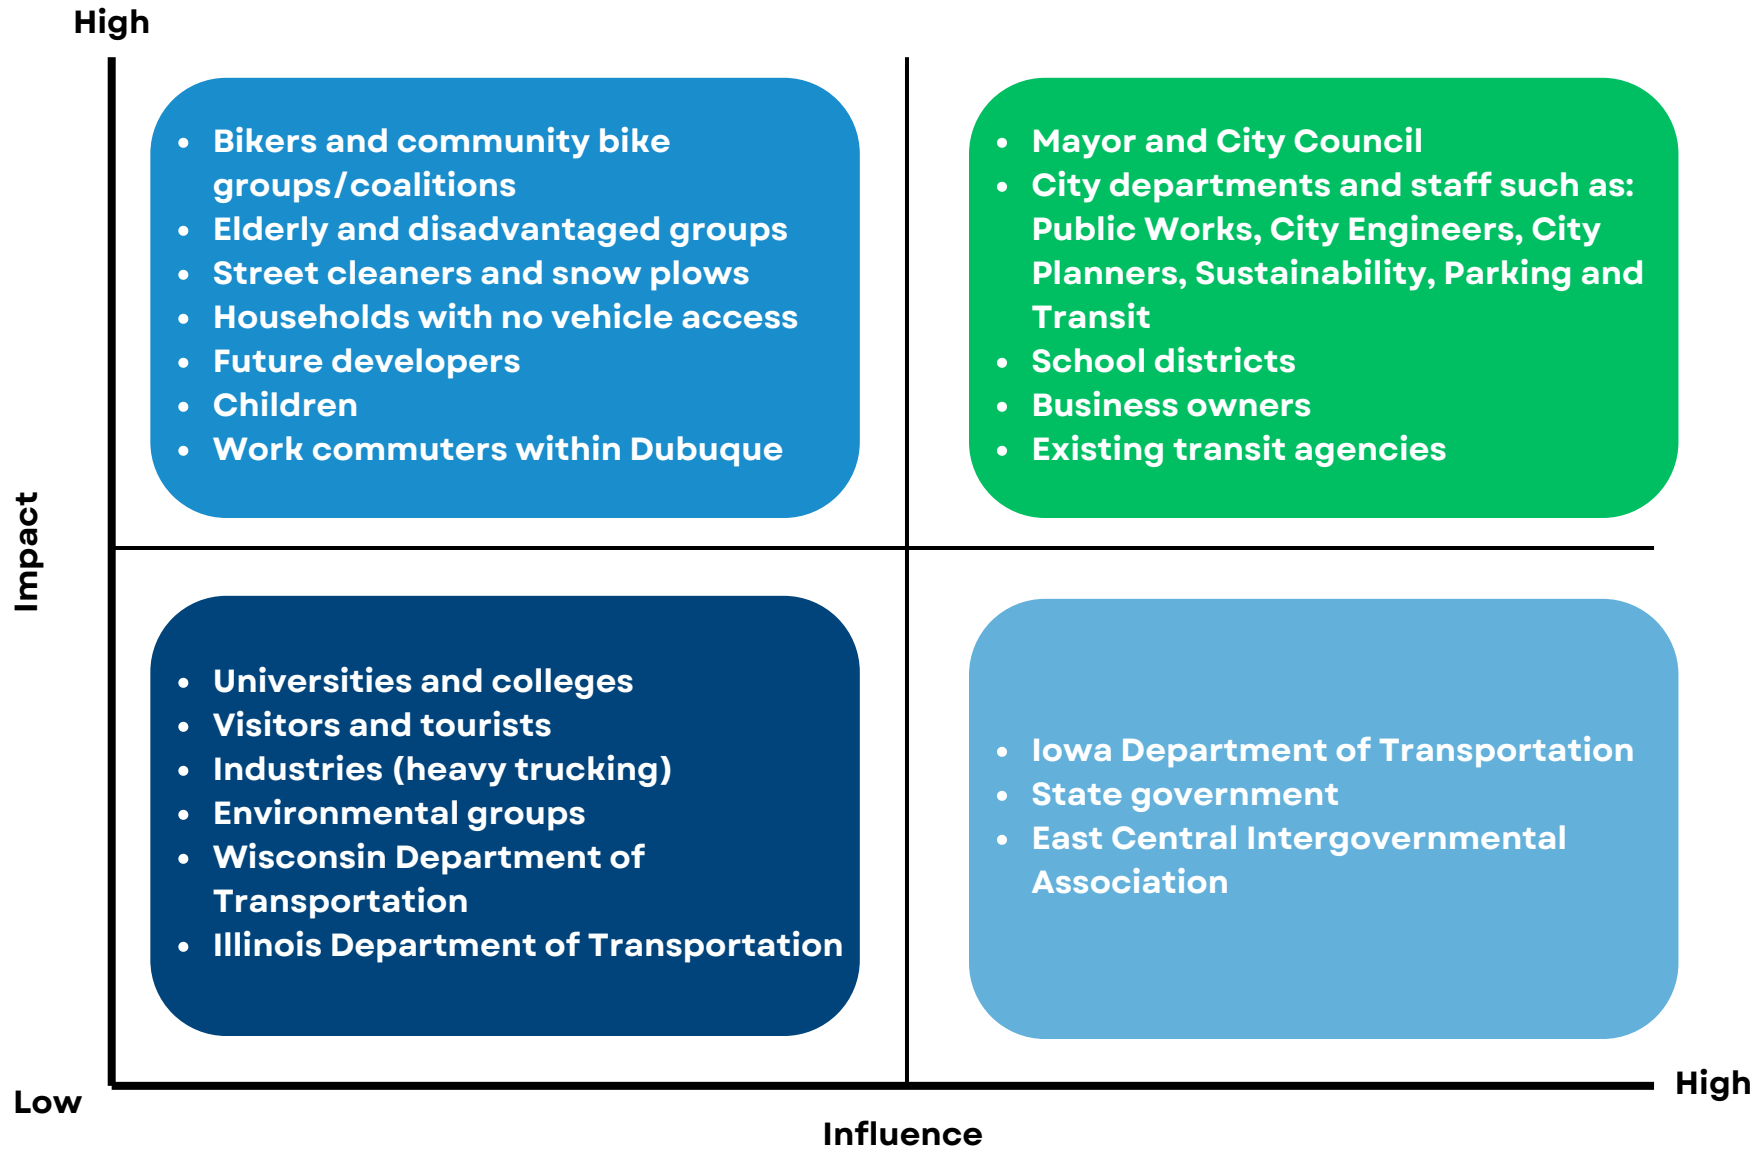 High
• Bikers and community bike
groups/coalitions
• Elderly and disadvantaged groups
• Street cleaners and snow plows
• Households with no vehicle access
• Future developers
• Children
• Work commuters within Dubuque
• Mayor and City Council
• City departments and staff such as:
Public Works, City Engineers, City
Planners, Sustainability, Parking and
Transit
• School districts
• Business owners
• Existing transit agencies
Impact
• Universities and colleges
• Visitors and tourists
• Industries (heavy trucking)
• Environmental groups
• Wisconsin Department of
Transportation
• Illinois Department of Transportation
• Iowa Department of Transportation
• State government
• East Central Intergovernmental
Association
Low
High
Influence